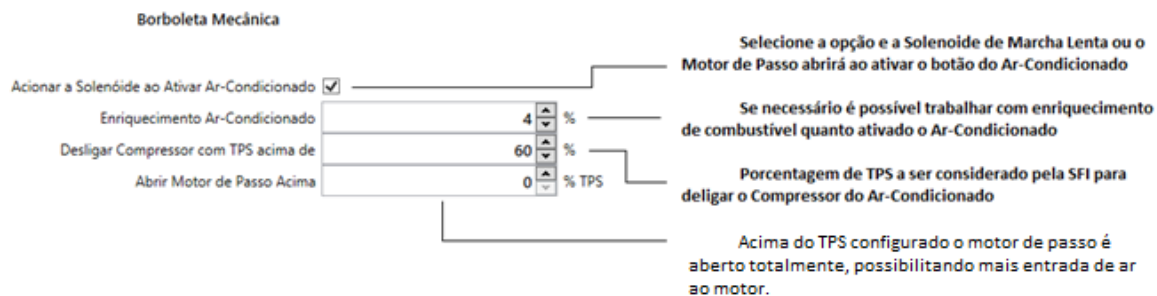 Borboleta Mecânica
Acionar a Solenóide ao Ativar Ar-Condicionado
Enriquecimento Ar-Condicionado 4 %
Desligar Compressor com TPS acima de 60 %
Abrir Motor de Passo Acima 0 % TPS
Selecione a opção e a Solenoide de Marcha Lenta ou o
Motor de Passo abrirá ao ativar o botão do Ar-Condicionado
Se necessário é possível trabalhar com enriquecimento
de combustível quanto ativado o Ar-Condicionado
Porcentagem de TPS a ser considerado pela SFI para
deligar o Compressor do Ar-Condicionado
Acima do TPS configurado o motor de passo é
aberto totalmente, possibilitando mais entrada de ar
ao motor.